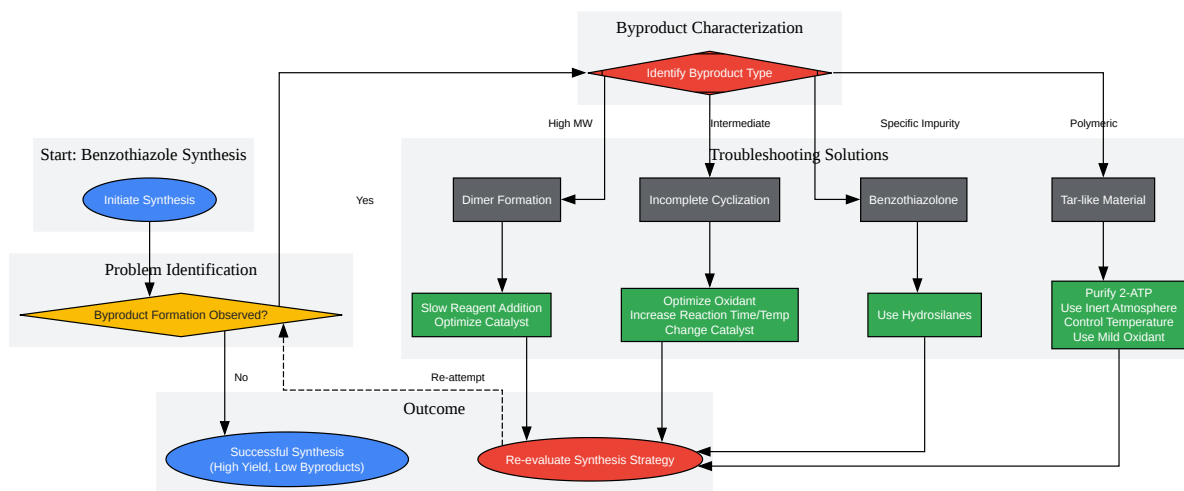 Byproduct Characterization
Identify Byproduct Type
High MW
Intermediate
Specific Impurity
Polymeric
Start: Benzothiazole Synthesis
Initiate Synthesis
Yes
Troubleshooting Solutions
Dimer Formation
Incomplete Cyclization
Benzothiazolone
Tar-like Material
Problem Identification
Byproduct Formation Observed?
Slow Reagent Addition
Optimize Catalyst
Optimize Oxidant
Increase Reaction Time/Temp
Change Catalyst
Use Hydrosilanes
Purify 2-ATP
Use Inert Atmosphere
Control Temperature
Use Mild Oxidant
No
Re-attempt
Outcome
Successful Synthesis
(High Yield, Low Byproducts)
Re-evaluate Synthesis Strategy